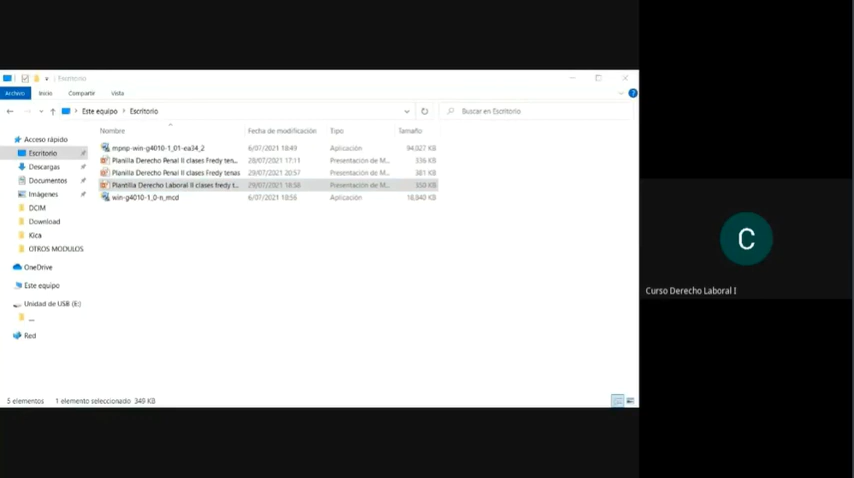 Escritorio
Archivo Inicio Compartir Vista
Este equipo > Escritorio
Buscar en Escritorio
Nombre Fecha de modificación Tipo Tamaño
Acceso rápido
Escritorio
Descargas
Documentos
Imágenes
DCIM
Download
Kica
OTROS MODULOS
OneDrive
Este equipo
Unidad de USB (E:)
Red
mpnp-win-g4010-1_01-ea34_2 6/07/2021 18:49 Aplicación 94,027 KB
Planilla Derecho Penal II clases Fredy ten... 28/07/2021 17:11 Presentación de M... 336 KB
Planilla Derecho Penal II clases Fredy tenas 29/07/2021 20:57 Presentación de M... 381 KB
Plantilla Derecho Laboral II clases fredy t... 29/07/2021 18:58 Presentación de M... 350 KB
win-g4010-1_0-n_mcd 6/07/2021 18:56 Aplicación 18,840 KB
5 elementos 1 elemento seleccionado 349 KB
C
Curso Derecho Laboral I